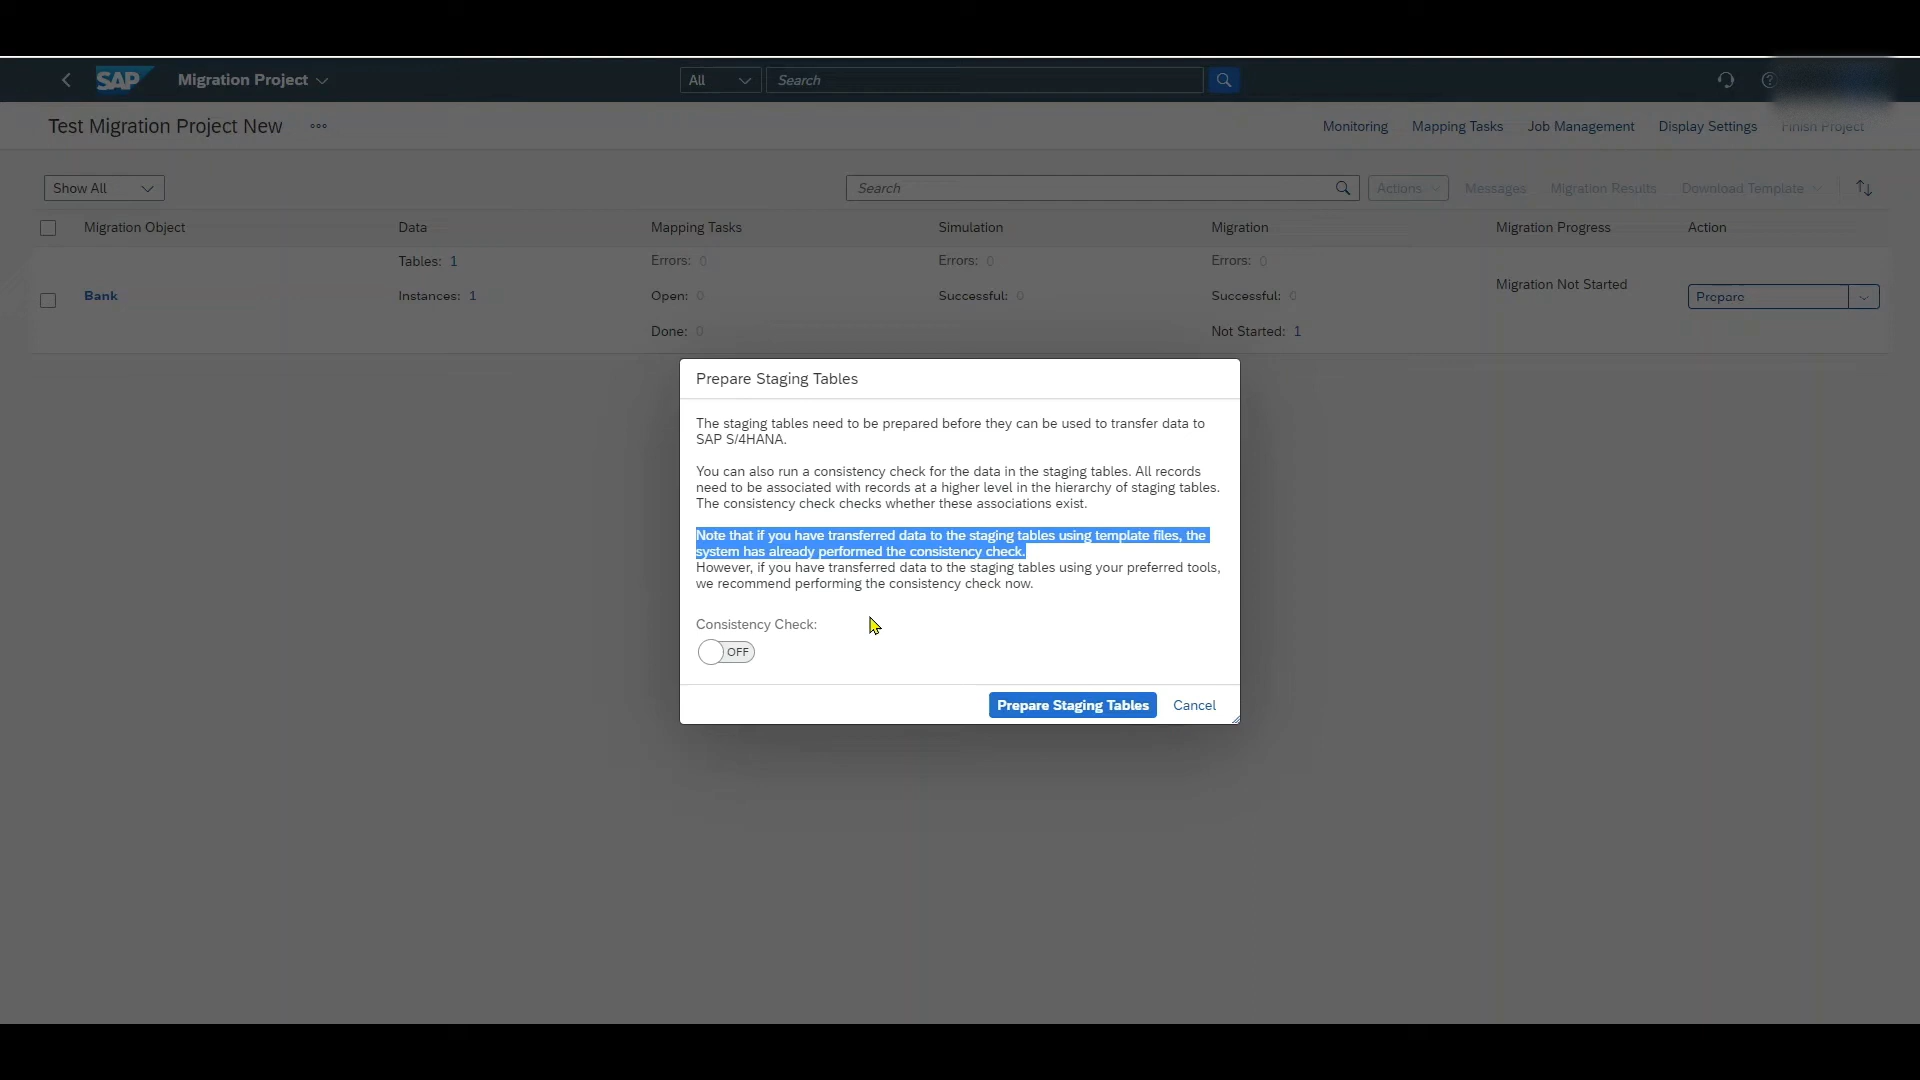 SAP Migration Project All Search
Test Migration Project New Monitoring Mapping Tasks Job Management Display Settings Finish Project
Show All Search Actions Messages Migration Results Download Template
Migration Object Data Mapping Tasks Simulation Migration Migration Progress Action
Tables: 1 Errors: 0 Errors: 0 Errors: 0
Migration Not Started
Bank Instances: 1 Open: 0 Successful: 0 Successful: 0 Prepare
Done: 0 Not Started: 1
Prepare Staging Tables
The staging tables need to be prepared before they can be used to transfer data to
SAP S/4HANA.
You can also run a consistency check for the data in the staging tables. All records
need to be associated with records at a higher level in the hierarchy of staging tables.
The consistency check checks whether these associations exist.
Note that if you have transferred data to the staging tables using template files, the
system has already performed the consistency check.
However, if you have transferred data to the staging tables using your preferred tools,
we recommend performing the consistency check now.
Consistency Check:
OFF
Prepare Staging Tables Cancel